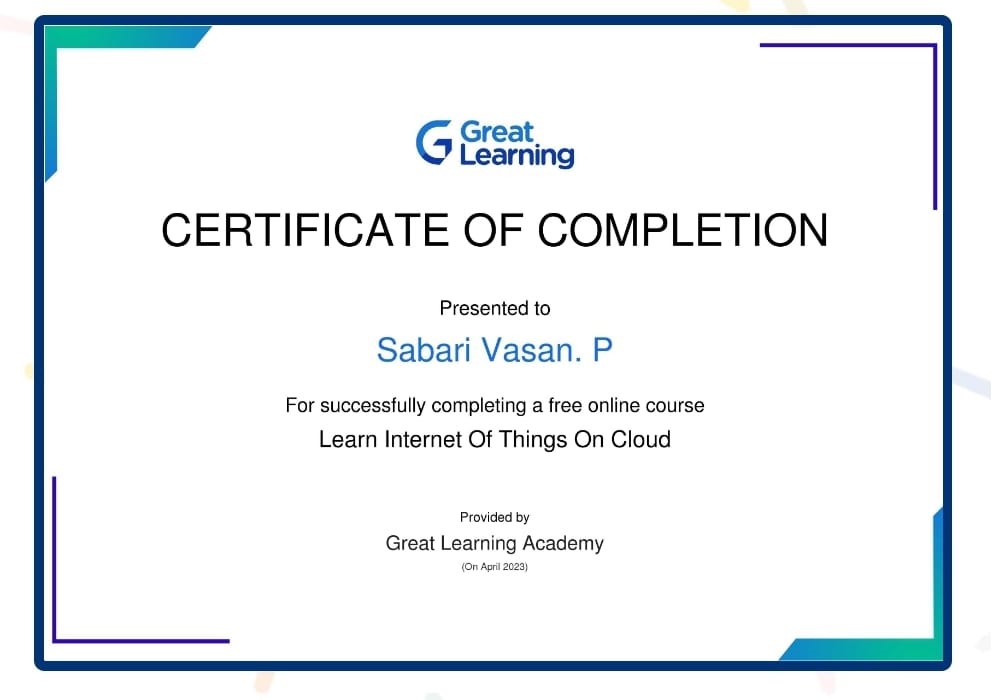 Great
Learning
CERTIFICATE OF COMPLETION
Presented to
Sabari Vasan. P
For successfully completing a free online course
Learn Internet Of Things On Cloud
Provided by
Great Learning Academy
(On April 2023)